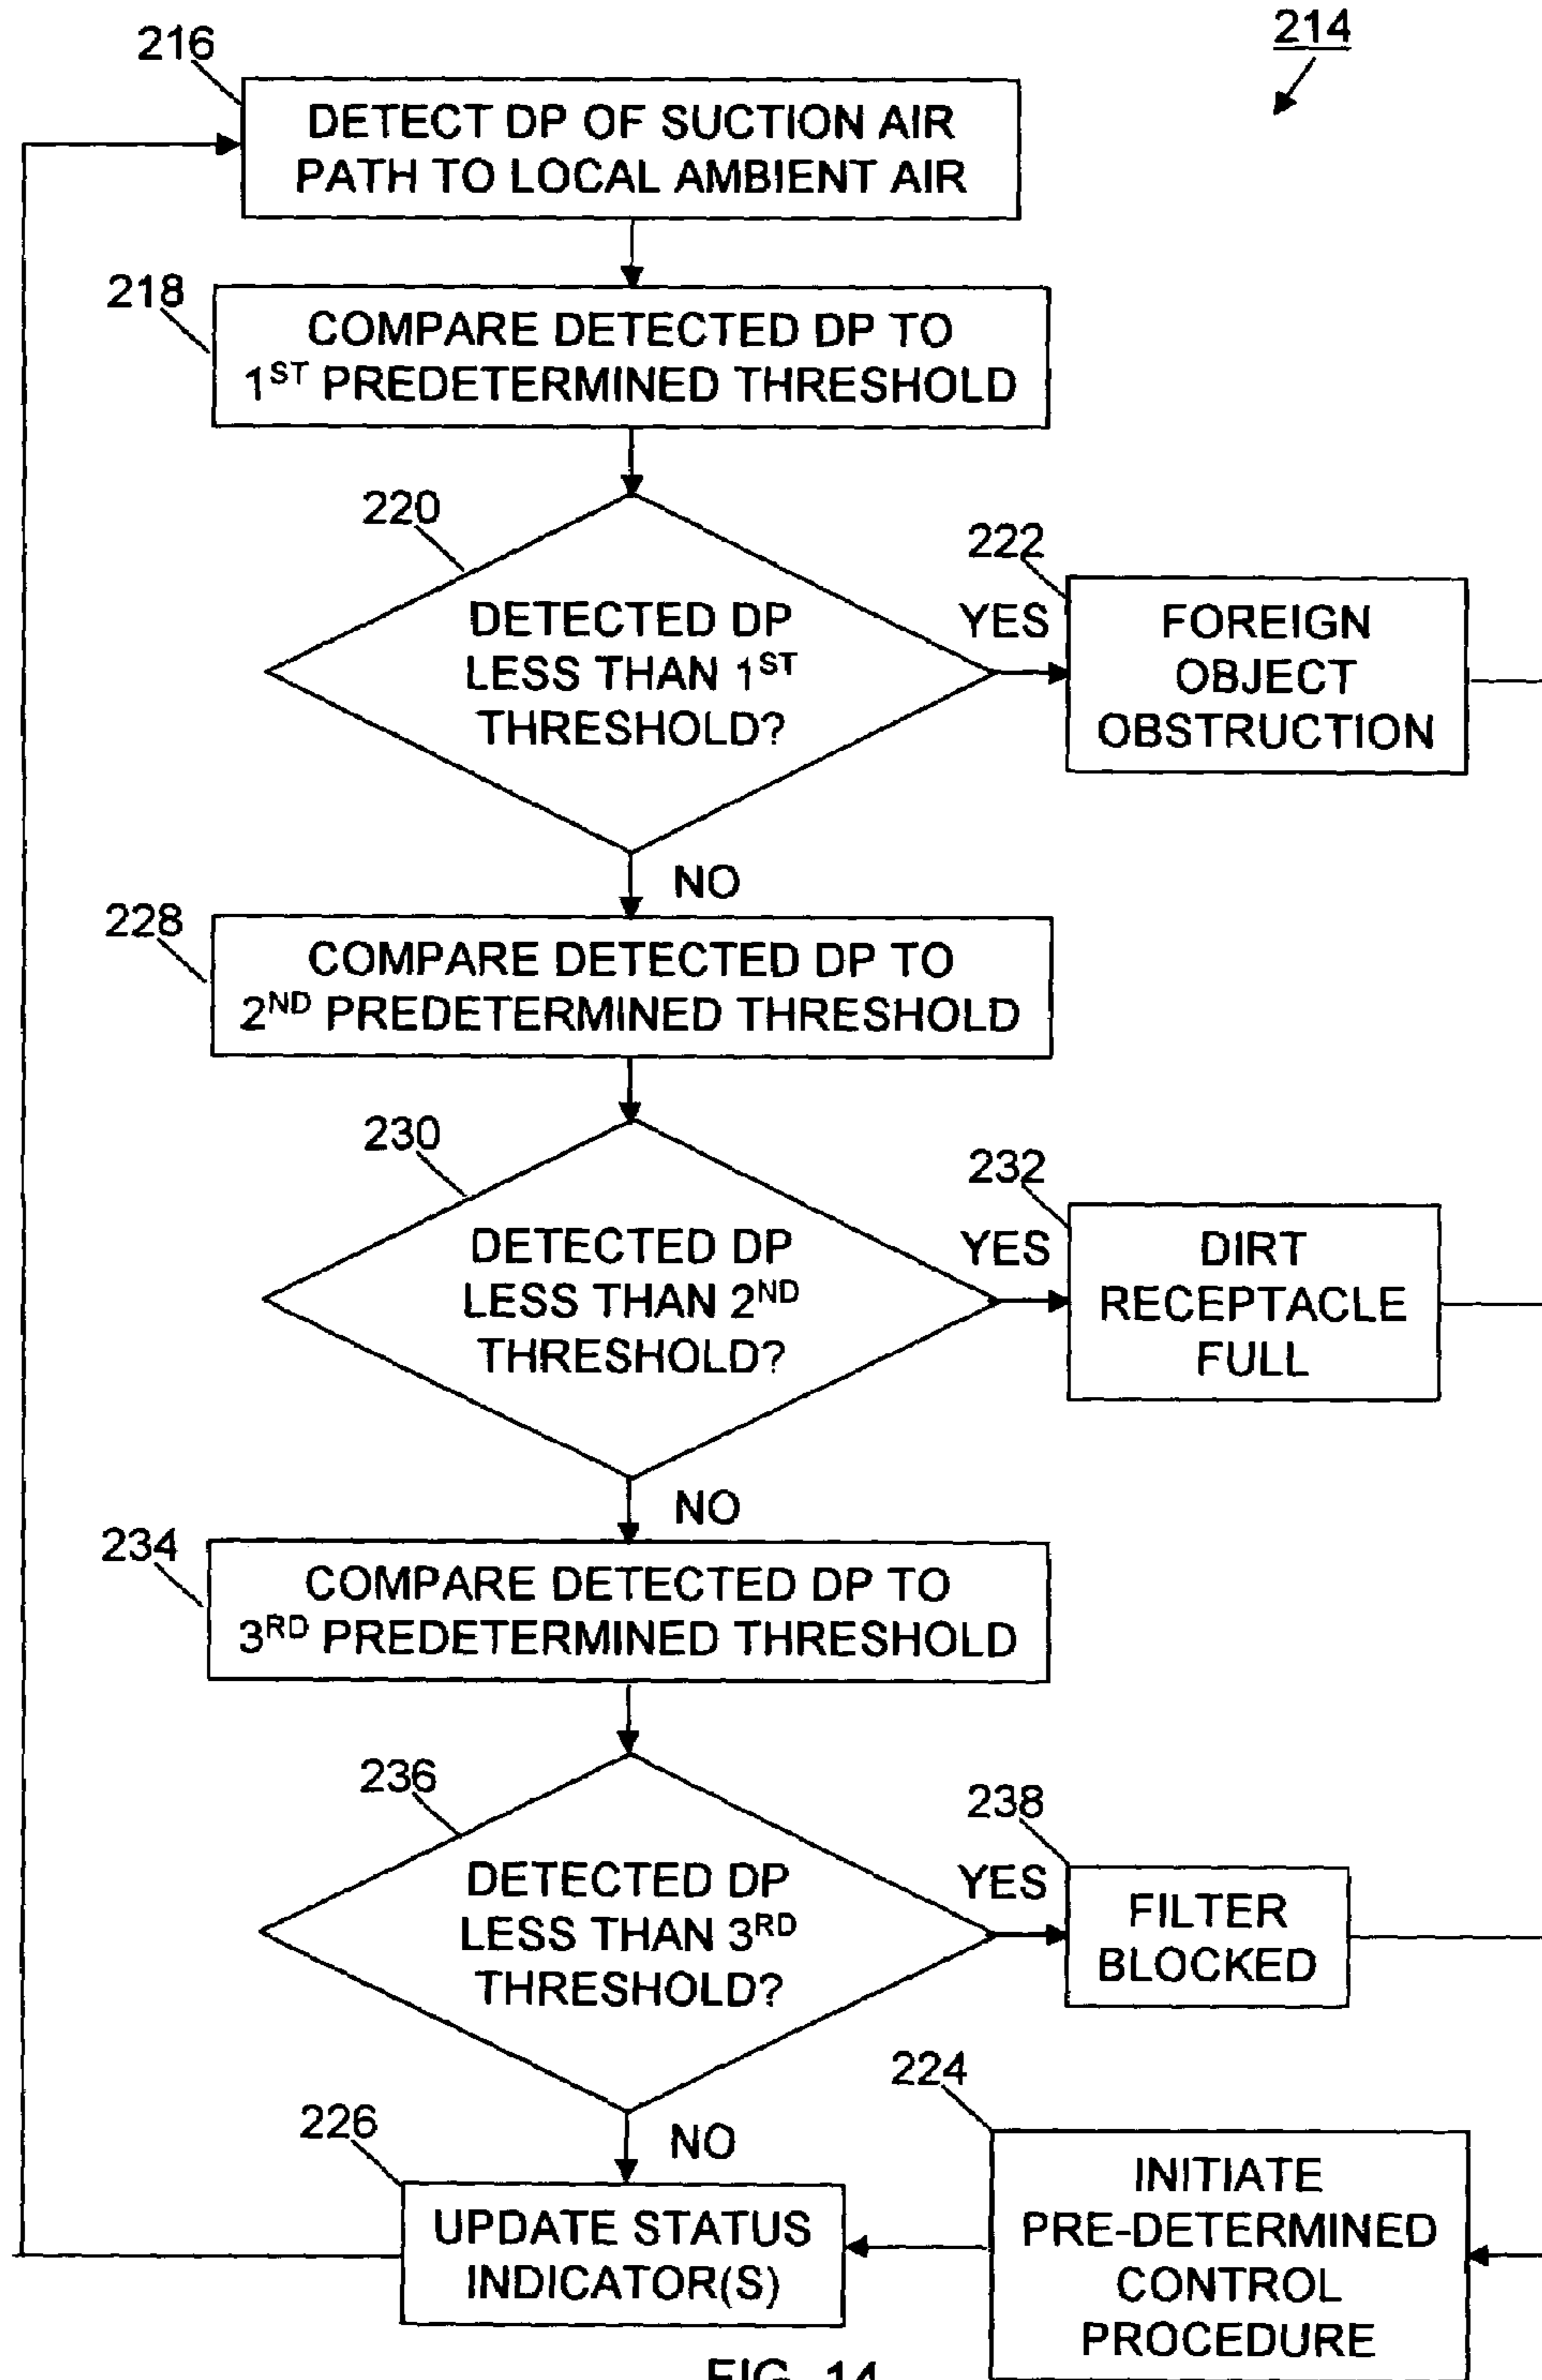 214
216
DETECT DP OF SUCTION AIR
PATH TO LOCAL AMBIENT AIR
218
COMPARE DETECTED DP TO
1ST PREDETERMINED THRESHOLD
220
DETECTED DP
LESS THAN 1ST
THRESHOLD?
YES
222
FOREIGN
OBJECT
OBSTRUCTION
NO
228
COMPARE DETECTED DP TO
2ND PREDETERMINED THRESHOLD
230
DETECTED DP
LESS THAN 2ND
THRESHOLD?
YES
232
DIRT
RECEPTACLE
FULL
NO
234
COMPARE DETECTED DP TO
3RD PREDETERMINED THRESHOLD
236
DETECTED DP
LESS THAN 3RD
THRESHOLD?
YES
238
FILTER
BLOCKED
NO
224
INITIATE
PRE-DETERMINED
CONTROL
PROCEDURE
226
UPDATE STATUS
INDICATOR(S)
FIG. 14